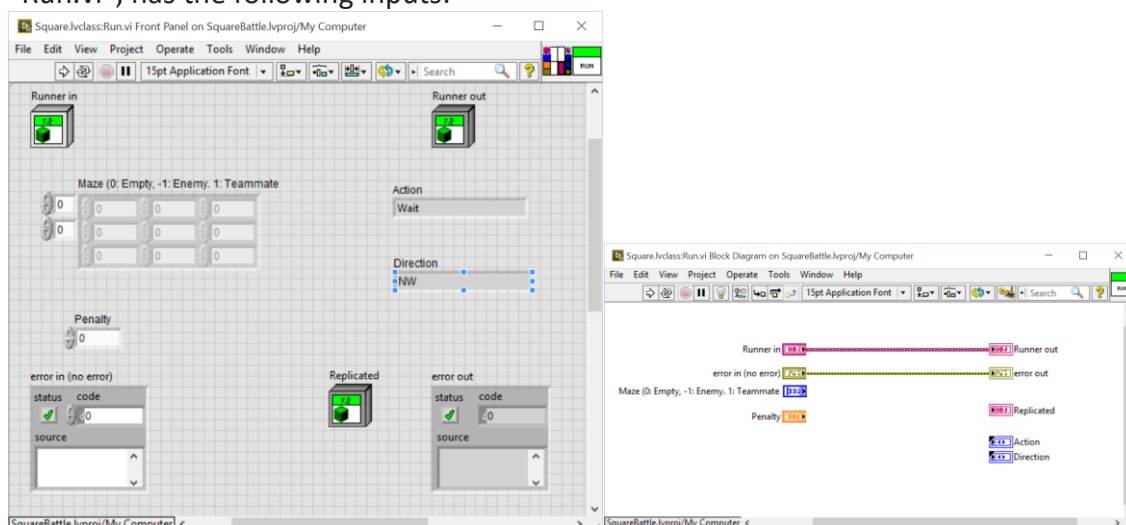 "Run.vi", has the following inputs:
Square.lvclass:Run.vi Front Panel on SquareBattle.lvproj/My Computer
File Edit View Project Operate Tools Window Help
15pt Application Font
Search
RUN
Runner in
Runner out
Maze (0: Empty, -1: Enemy. 1: Teammate
0 0 0 0
0 0 0 0
0 0 0
Action
Wait
Direction
NW
Penalty
0
error in (no error)
status code
0
source
Replicated
error out
status code
0
source
SquareBattle.lvproj/My Computer
Square.lvclass:Run.vi Block Diagram on SquareBattle.lvproj/My Computer
File Edit View Project Operate Tools Window Help
15pt Application Font
Search
Runner in OBJ OBJ Runner out
error in (no error) error out
Maze (0: Empty, -1: Enemy. 1: Teammate I32
OBJ Replicated
Penalty DBL
Action
Direction
SquareBattle.lvproj/My Computer